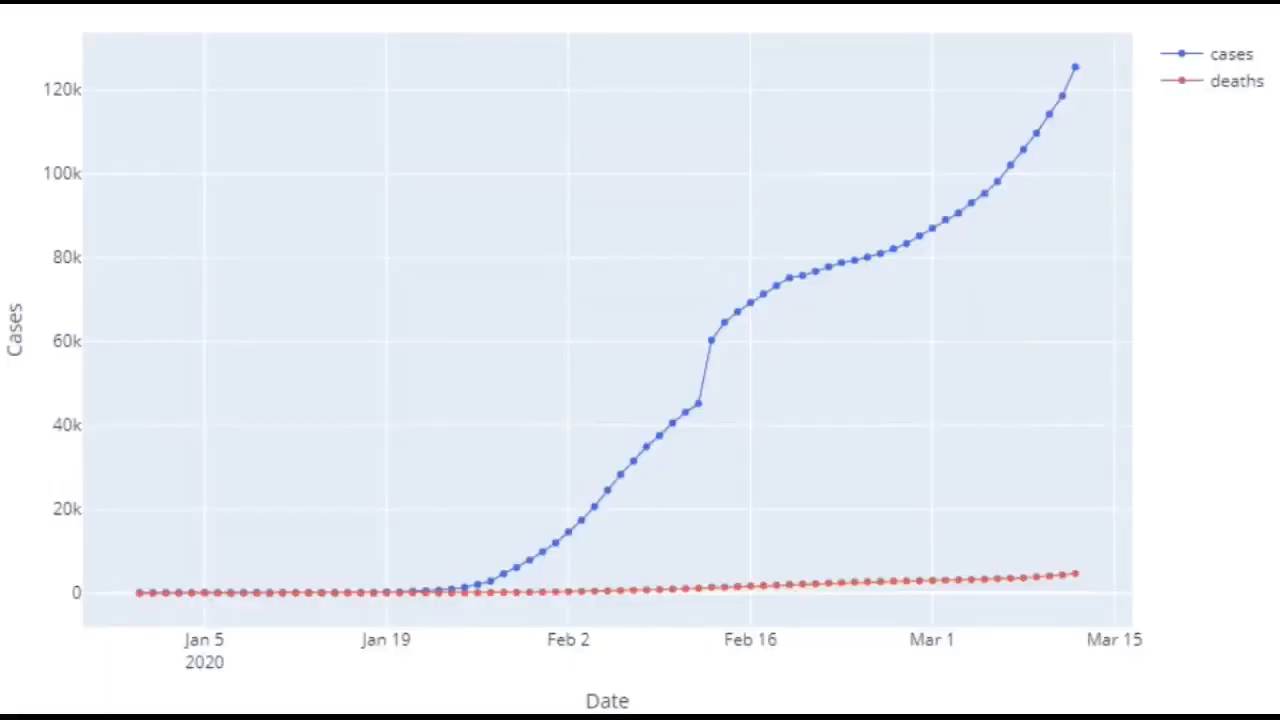 cases
deaths
120k
100k
80k
60k
40k
20k
0
Cases
Jan 5 Jan 19 Feb 2 Feb 16 Mar 1 Mar 15
2020
Date